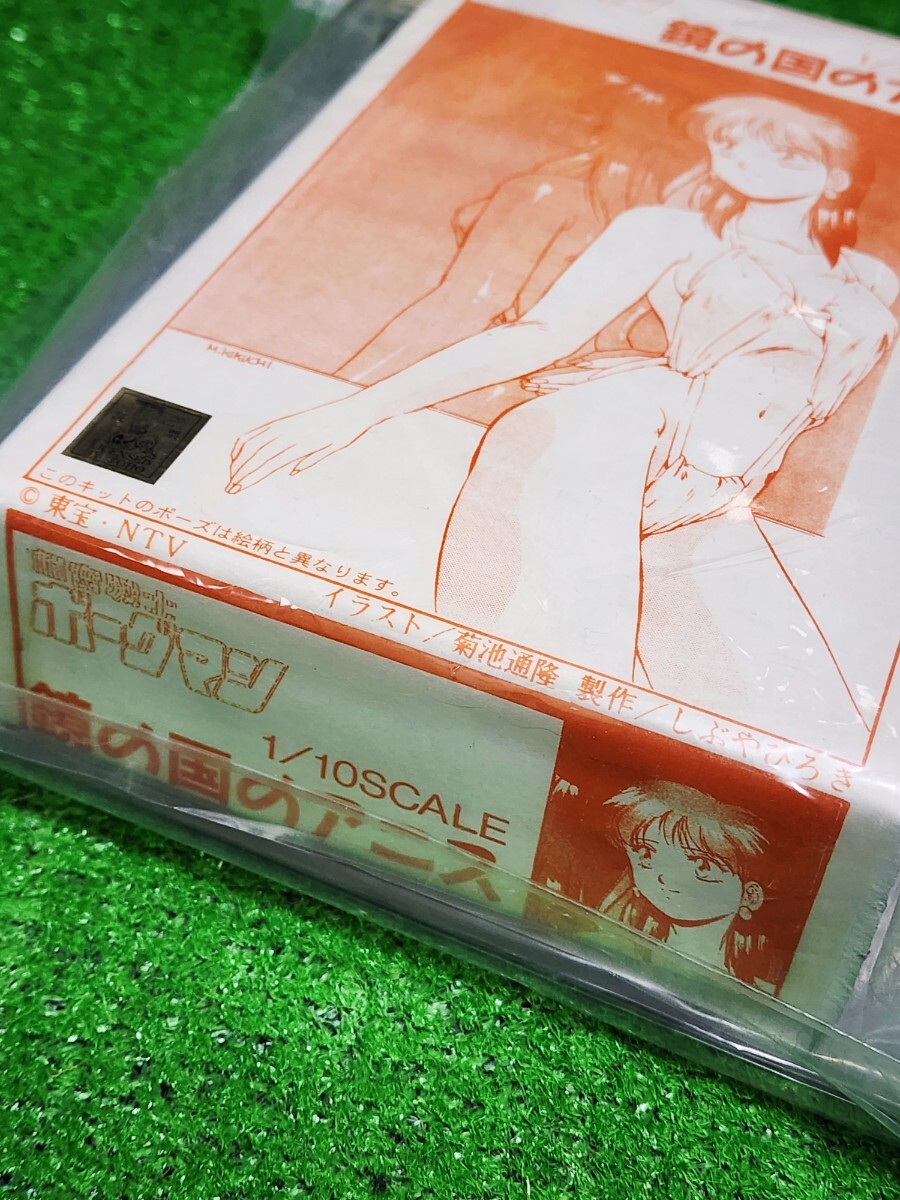 鏡の国の
M.KIKUCHI
このキットのポーズは絵柄と異なります。
© 東宝・NTV
イラスト/菊池通隆 製作/しぶやひろき
ボーグマン
1/10SCALE
鏡の国のアニス